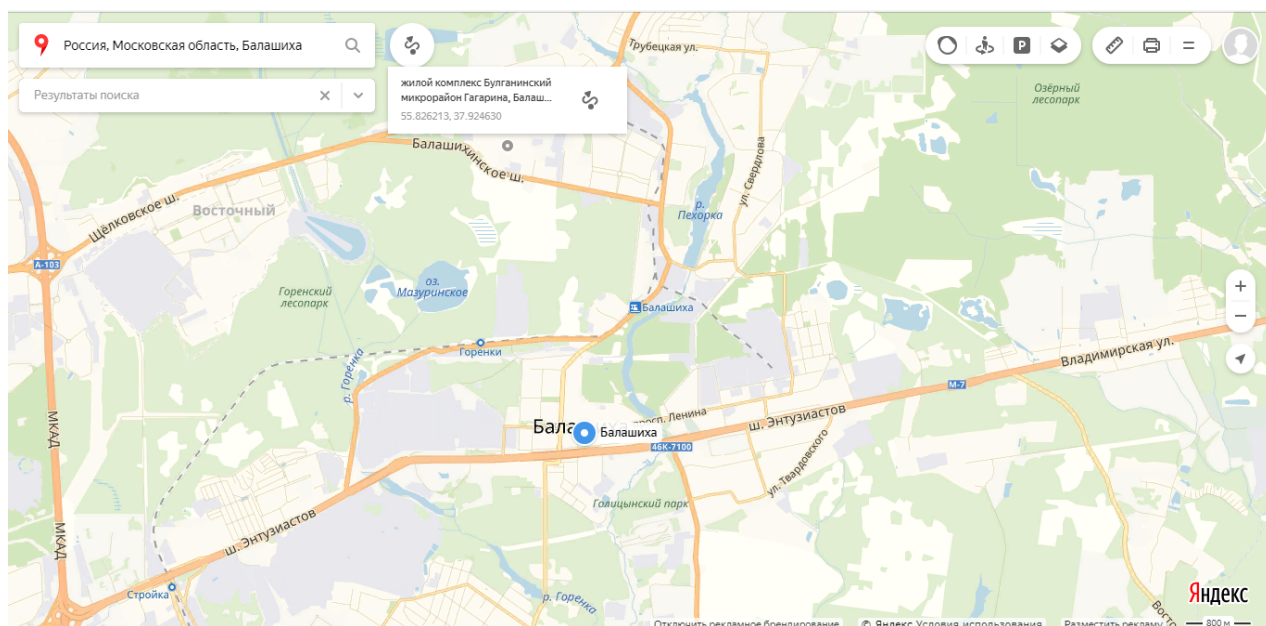 Россия, Московская область, Балашиха
Результаты поиска
жилой комплекс Булганинский
микрорайон Гагарина, Балаш...
55.826213, 37.924630
Трубецкая ул.
Озёрный
лесопарк
Балашихинское ш.
ул. Свердлова
Щёлковское ш.
Восточный
р.
Пехорка
А-103
Горенский
лесопарк
оз.
Мазуринское
Балашиха
Горенки
р. Горенка
Владимирская ул.
М-7
МКАД
просп. Ленина
ш. Энтузиастов
Балашиха
46К-7100
ул. Твардовского
Голицынский парк
МКАД
ш. Энтузиастов
Стройка
р. Горенка
Яндекс
Отключить рекламное брендирование
© Яндекс Условия использования
Разместить рекламу
800 м